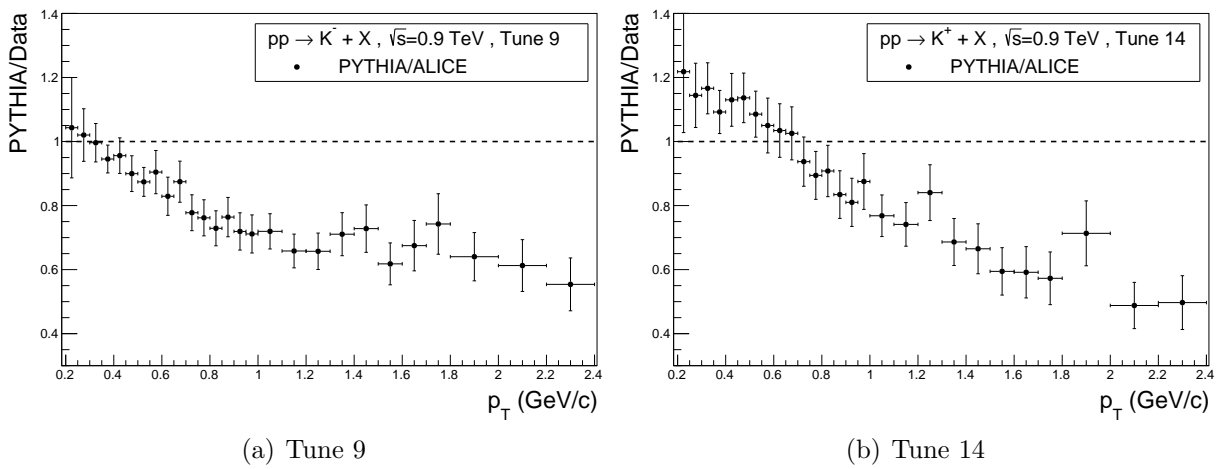 PYTHIA/Data
1.4
1.2
1
0.8
0.6
0.4
pp → K⁻ + X , √s=0.9 TeV , Tune 9
PYTHIA/ALICE
0.2 0.4 0.6 0.8 1 1.2 1.4 1.6 1.8 2 2.2 2.4
p_T (GeV/c)
(a) Tune 9
PYTHIA/Data
1.4
1.2
1
0.8
0.6
0.4
pp → K⁺ + X , √s=0.9 TeV , Tune 14
PYTHIA/ALICE
0.2 0.4 0.6 0.8 1 1.2 1.4 1.6 1.8 2 2.2 2.4
p_T (GeV/c)
(b) Tune 14